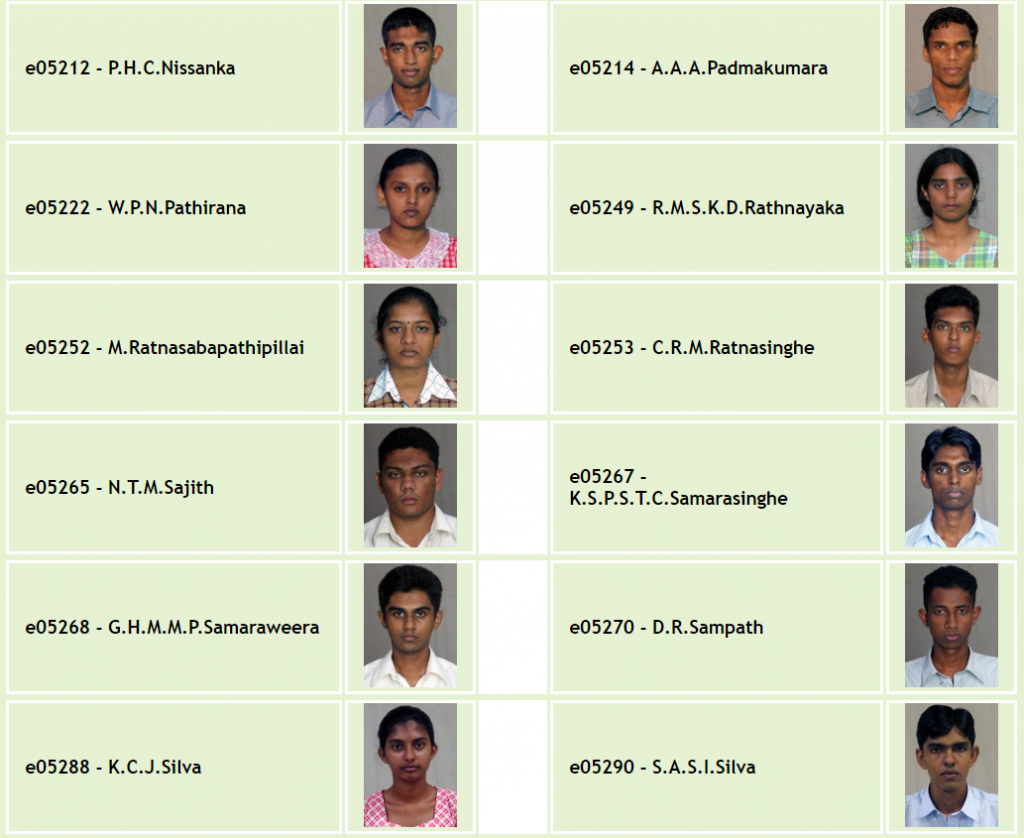 e05212 - P.H.C.Nissanka
e05214 - A.A.A.Padmakumara
e05222 - W.P.N.Pathirana
e05249 - R.M.S.K.D.Rathnayaka
e05252 - M.Ratnasabapathipillai
e05253 - C.R.M.Ratnasinghe
e05265 - N.T.M.Sajith
e05267 -
K.S.P.S.T.C.Samarasinghe
e05268 - G.H.M.M.P.Samaraweera
e05270 - D.R.Sampath
e05288 - K.C.J.Silva
e05290 - S.A.S.I.Silva